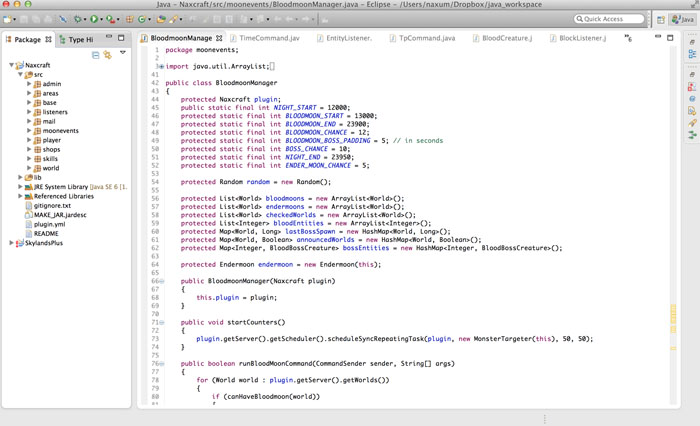 Java - Naxcraft/src/moonevents/BloodmoonManager.java - Eclipse - /Users/naxum/Dropbox/java_workspace
Quick Access
Java
Package
Type Hi
Naxcraft
src
admin
areas
base
listeners
mail
moonevents
player
shops
skills
world
lib
JRE System Library [Java SE 6 [1.
Referenced Libraries
gitignore.txt
MAKE_JAR.jardesc
plugin.yml
README
SkylandsPlus
BloodmoonManage
TimeCommand.jav
EntityListener.
TpCommand.java
BloodCreature.j
BlockListener.j
»6
1 package moonevents;
2
3 import java.util.ArrayList;
41
42 public class BloodmoonManager
43 {
44 protected Naxcraft plugin;
45 public static final int NIGHT_START = 12000;
46 protected static final int BLOODMOON_START = 13000;
47 protected static final int BLOODMOON_END = 23900;
48 protected static final int BLOODMOON_CHANCE = 12;
49 protected static final int BLOODMOON_BOSS_PADDING = 5; // in seconds
50 protected static final int BOSS_CHANCE = 10;
51 protected static final int NIGHT_END = 23950;
52 protected static final int ENDER_MOON_CHANCE = 5;
53
54 protected Random random = new Random();
55
56 protected List<World> bloodmoons = new ArrayList<World>();
57 protected List<World> endermoons = new ArrayList<World>();
58 protected List<World> checkedWorlds = new ArrayList<World>();
59 protected List<Integer> bloodEntities = new ArrayList<Integer>();
60 protected Map<World, Long> lastBossSpawn = new HashMap<World, Long>();
61 protected Map<World, Boolean> announcedWorlds = new HashMap<World, Boolean>();
62 protected Map<Integer, BloodBossCreature> bossEntities = new HashMap<Integer, BloodBossCreature>();
63
64 protected Endermoon endermoon = new Endermoon(this);
65
66 public BloodmoonManager(Naxcraft plugin)
67 {
68 this.plugin = plugin;
69 }
70
71 public void startCounters()
72 {
73 plugin.getServer().getScheduler().scheduleSyncRepeatingTask(plugin, new MonsterTargeter(this), 50, 50);
74 }
75
76 public boolean runBloodMoonCommand(CommandSender sender, String[] args)
77 {
78 for (World world : plugin.getServer().getWorlds())
79 {
80 if (canHaveBloodmoon(world))